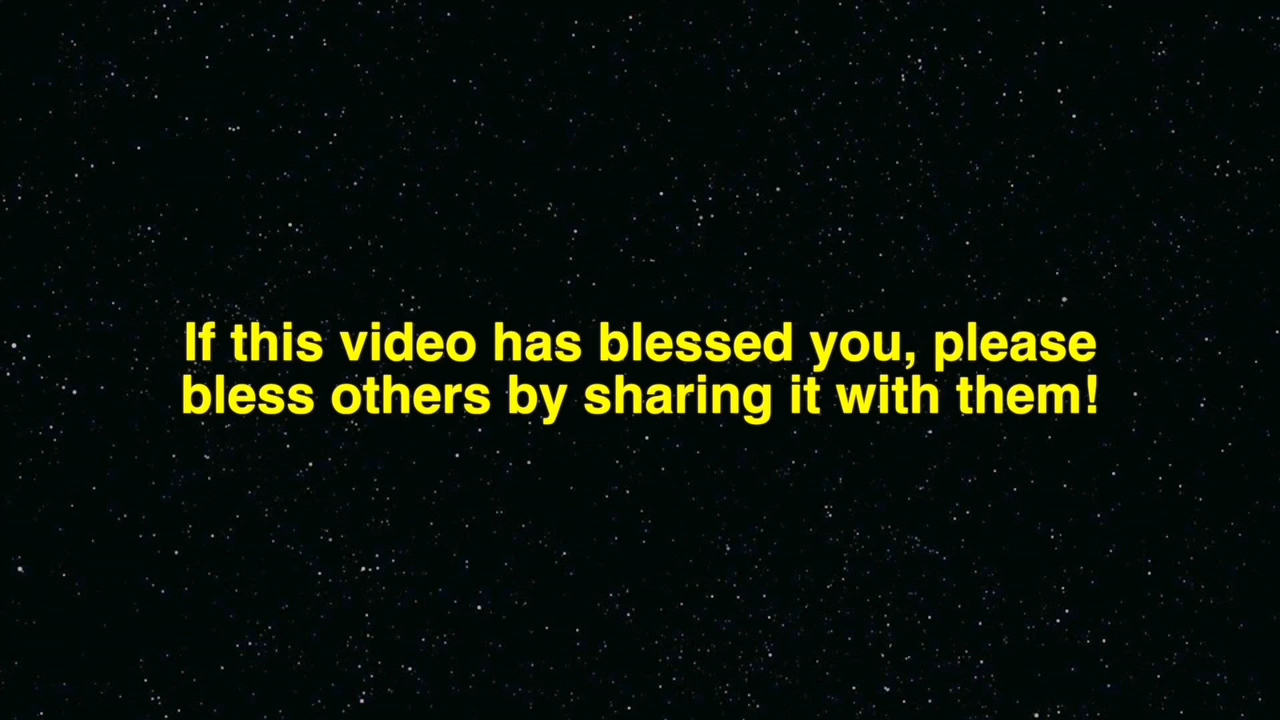 If this video has blessed you, please
bless others by sharing it with them!